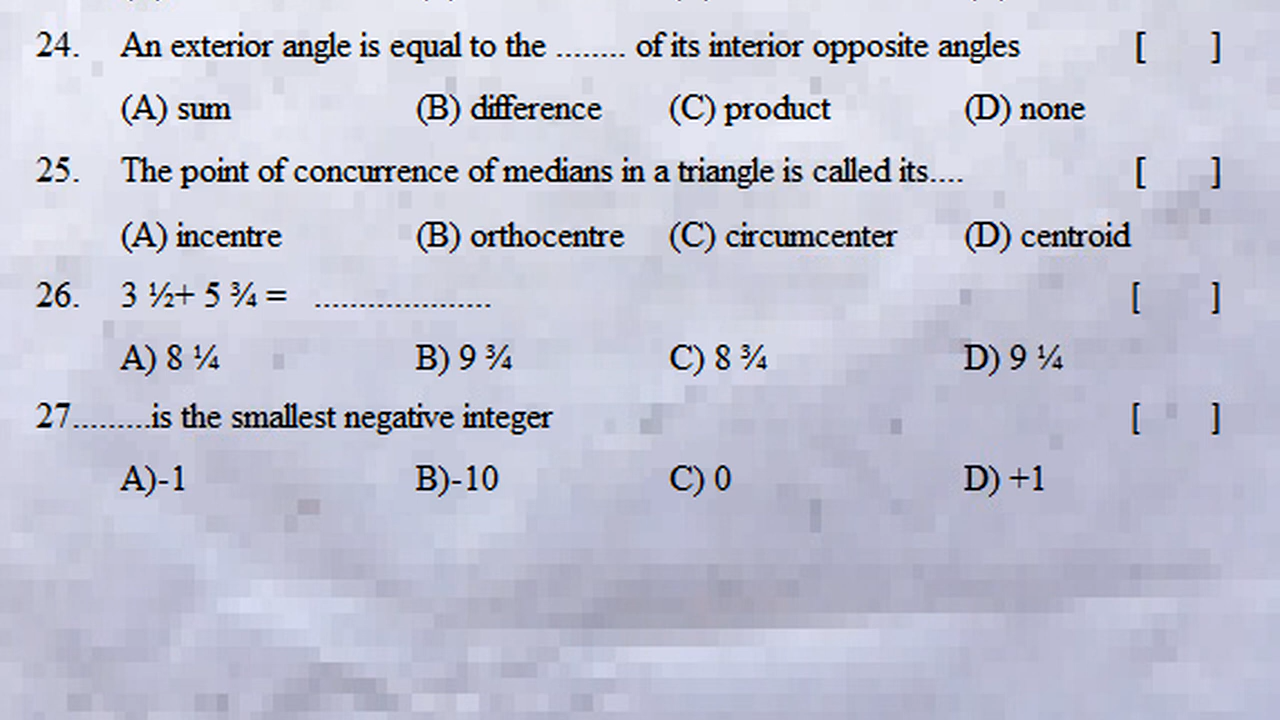 24. An exterior angle is equal to the ........ of its interior opposite angles [ ]
(A) sum (B) difference (C) product (D) none
25. The point of concurrence of medians in a triangle is called its.... [ ]
(A) incentre (B) orthocentre (C) circumcenter (D) centroid
26. 3 ½+ 5 ¾ = .................... [ ]
A) 8 ¼ B) 9 ¾ C) 8 ¾ D) 9 ¼
27.........is the smallest negative integer [ ]
A)-1 B)-10 C) 0 D) +1